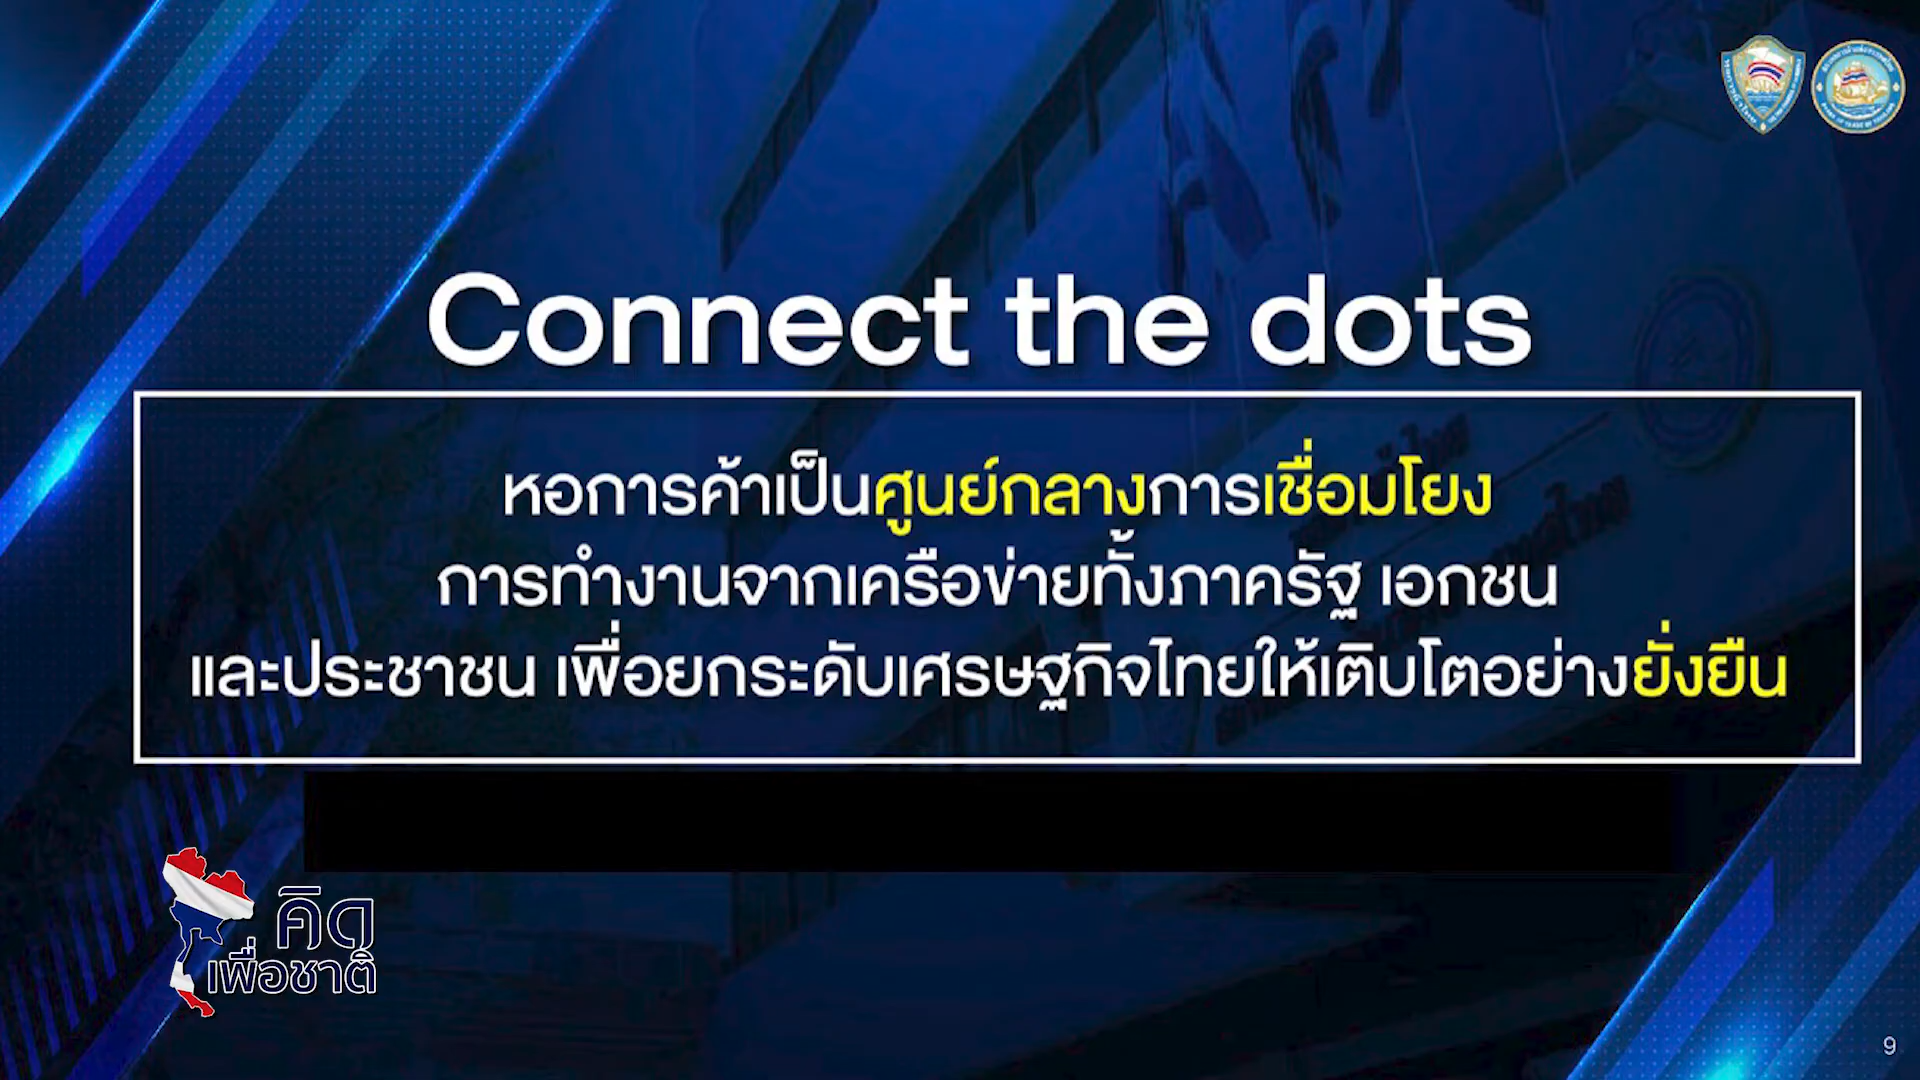 Connect the dots
หอการค้าเป็นศูนย์กลางการเชื่อมโยง
การทำงานจากเครือข่ายทั้งภาครัฐ เอกชน
และประชาชน เพื่อยกระดับเศรษฐกิจไทยให้เติบโตอย่างยั่งยืน
คิด
เพื่อชาติ
9